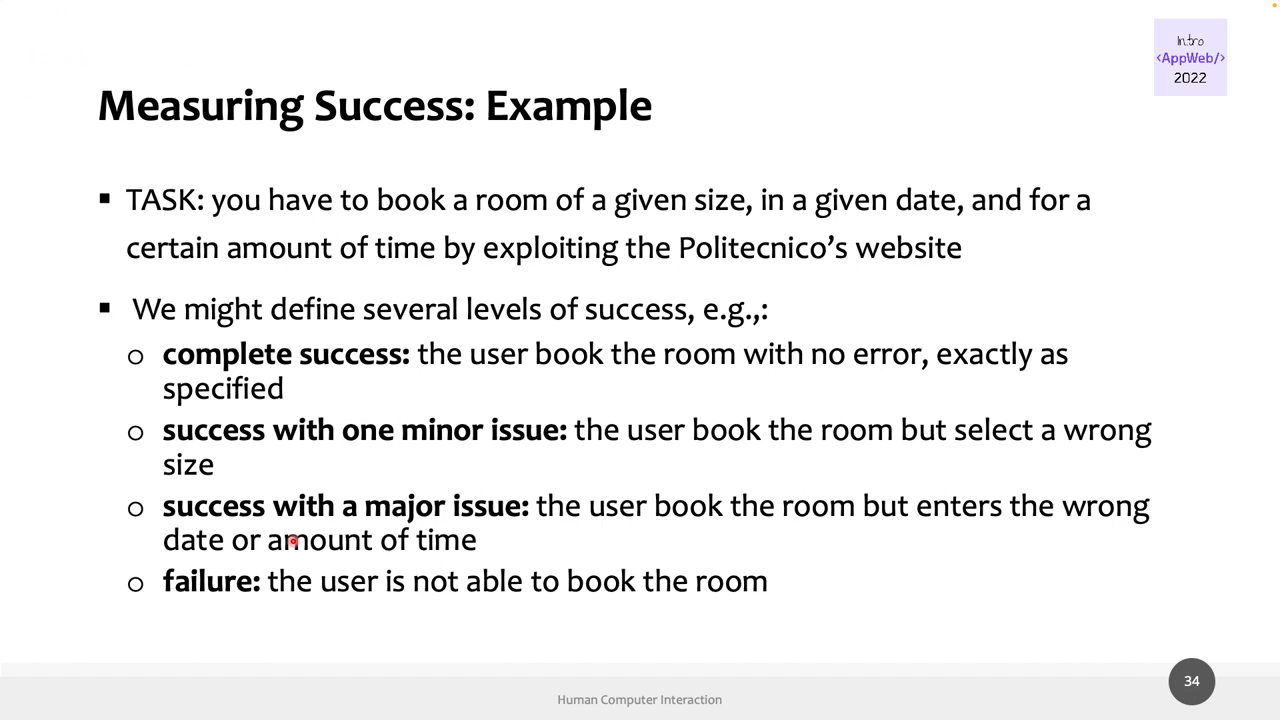 Intro
<AppWeb/>
2022
Measuring Success: Example
▪ TASK: you have to book a room of a given size, in a given date, and for a
certain amount of time by exploiting the Politecnico’s website
▪ We might define several levels of success, e.g.,:
o complete success: the user book the room with no error, exactly as
specified
o success with one minor issue: the user book the room but select a wrong
size
o success with a major issue: the user book the room but enters the wrong
date or amount of time
o failure: the user is not able to book the room
Human Computer Interaction
34